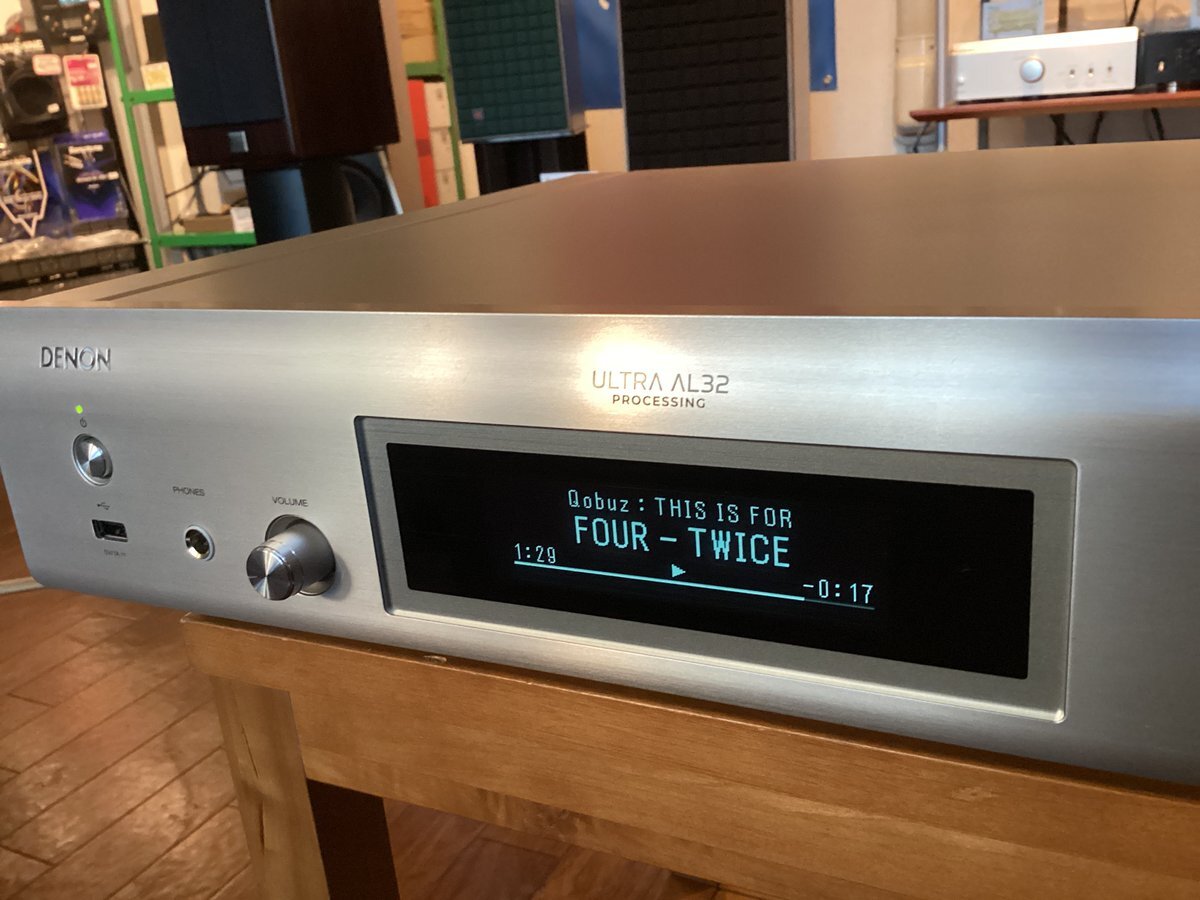 DENON
ULTRA AL32
PROCESSING
PHONES
VOLUME
Qobuz : THIS IS FOR
FOUR – TWICE
1:29
-0:17